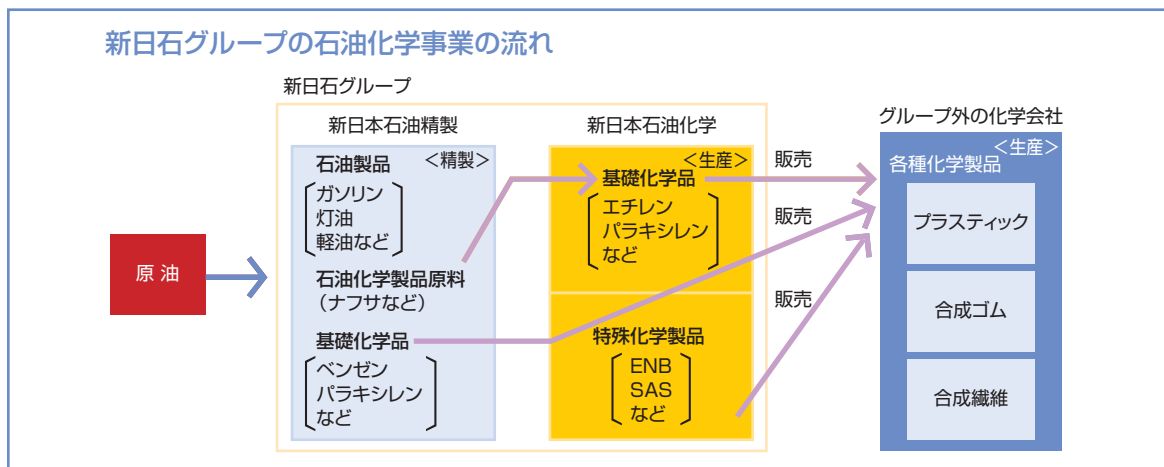 新日石グループの石油化学事業の流れ
新日石グループ
原油
新日本石油精製
<精製>
石油製品
ガソリン
灯油
軽油など
石油化学製品原料
(ナフサなど)
基礎化学品
ベンゼン
パラキシレン
など
新日本石油化学
<生産>
基礎化学品
エチレン
パラキシレン
など
特殊化学製品
ENB
SAS
など
販売
販売
販売
グループ外の化学会社
<生産>
各種化学製品
プラスティック
合成ゴム
合成繊維